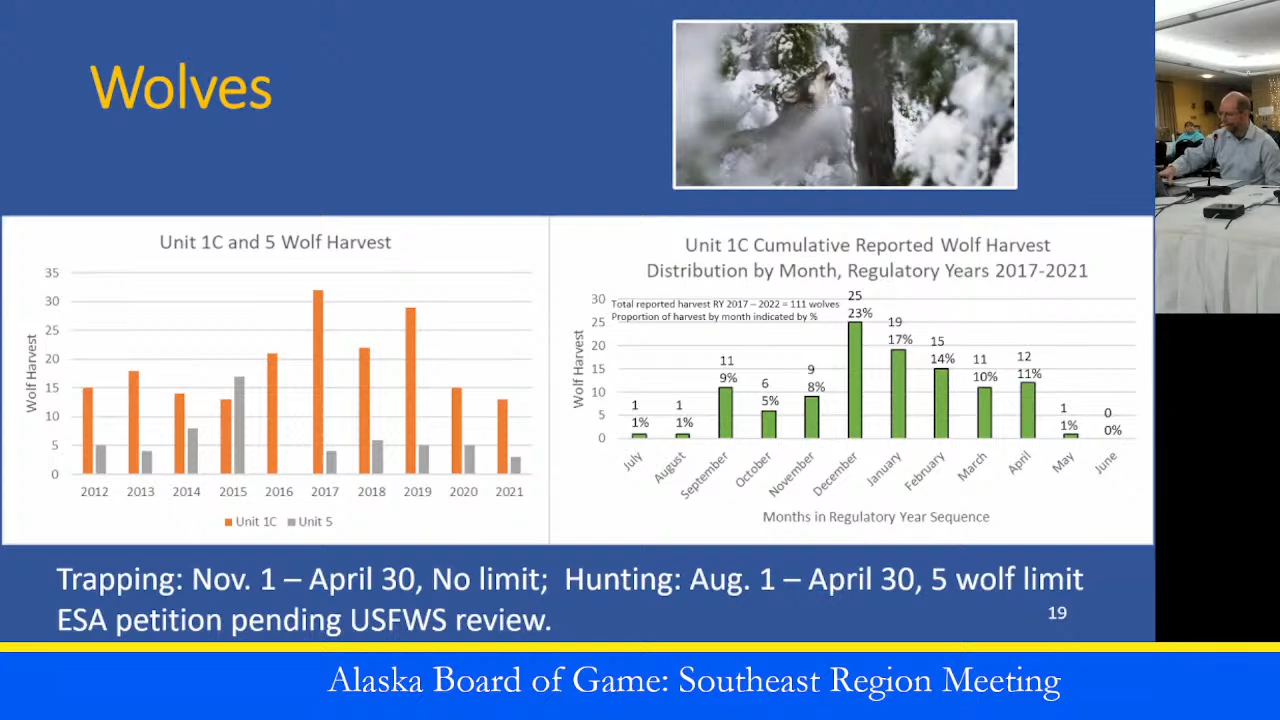 Wolves
Unit 1C and 5 Wolf Harvest
35
30
25
20
15
10
5
0
Wolf Harvest
2012 2013 2014 2015 2016 2017 2018 2019 2020 2021
Unit 1C Unit 5
Unit 1C Cumulative Reported Wolf Harvest
Distribution by Month, Regulatory Years 2017-2021
Total reported harvest RY 2017 – 2022 = 111 wolves
Proportion of harvest by month indicated by %
30
25
20
15
10
5
0
Wolf Harvest
1
1%
1
1%
11
9%
6
5%
9
8%
25
23%
19
17%
15
14%
11
10%
12
11%
1
1%
0
0%
July August September October November December January February March April May June
Months in Regulatory Year Sequence
Trapping: Nov. 1 – April 30, No limit; Hunting: Aug. 1 – April 30, 5 wolf limit
ESA petition pending USFWS review.
19
Alaska Board of Game: Southeast Region Meeting